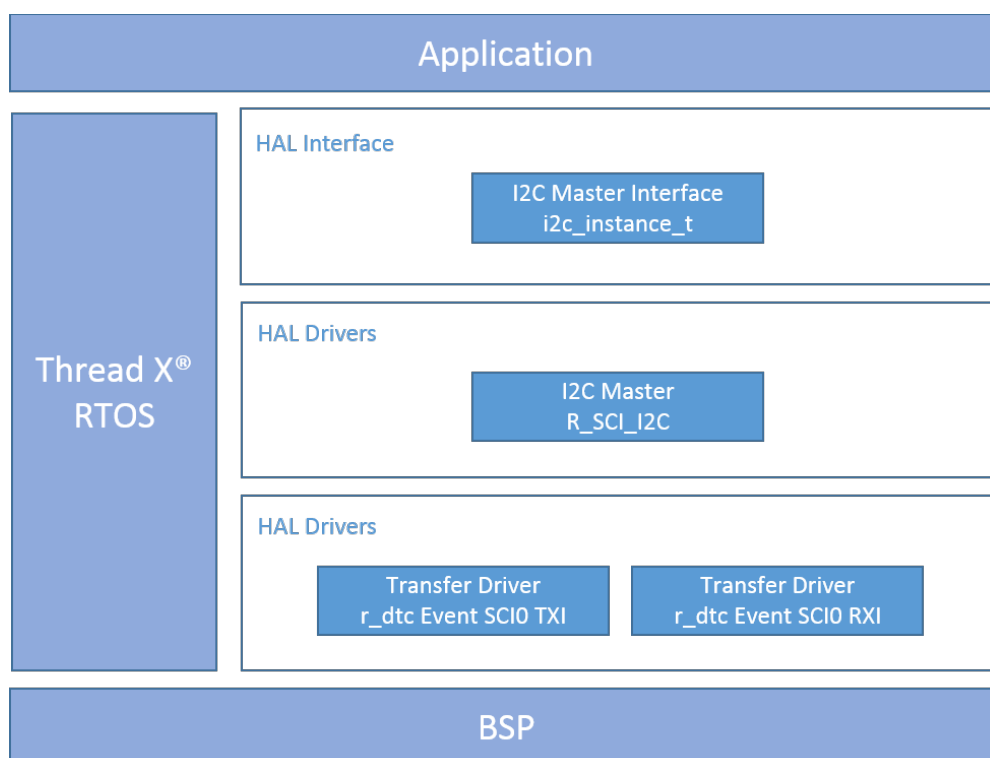 Application
Thread X®
RTOS
HAL Interface
I2C Master Interface
i2c_instance_t
HAL Drivers
I2C Master
R_SCI_I2C
HAL Drivers
Transfer Driver
r_dtc Event SCI0 TXI
Transfer Driver
r_dtc Event SCI0 RXI
BSP